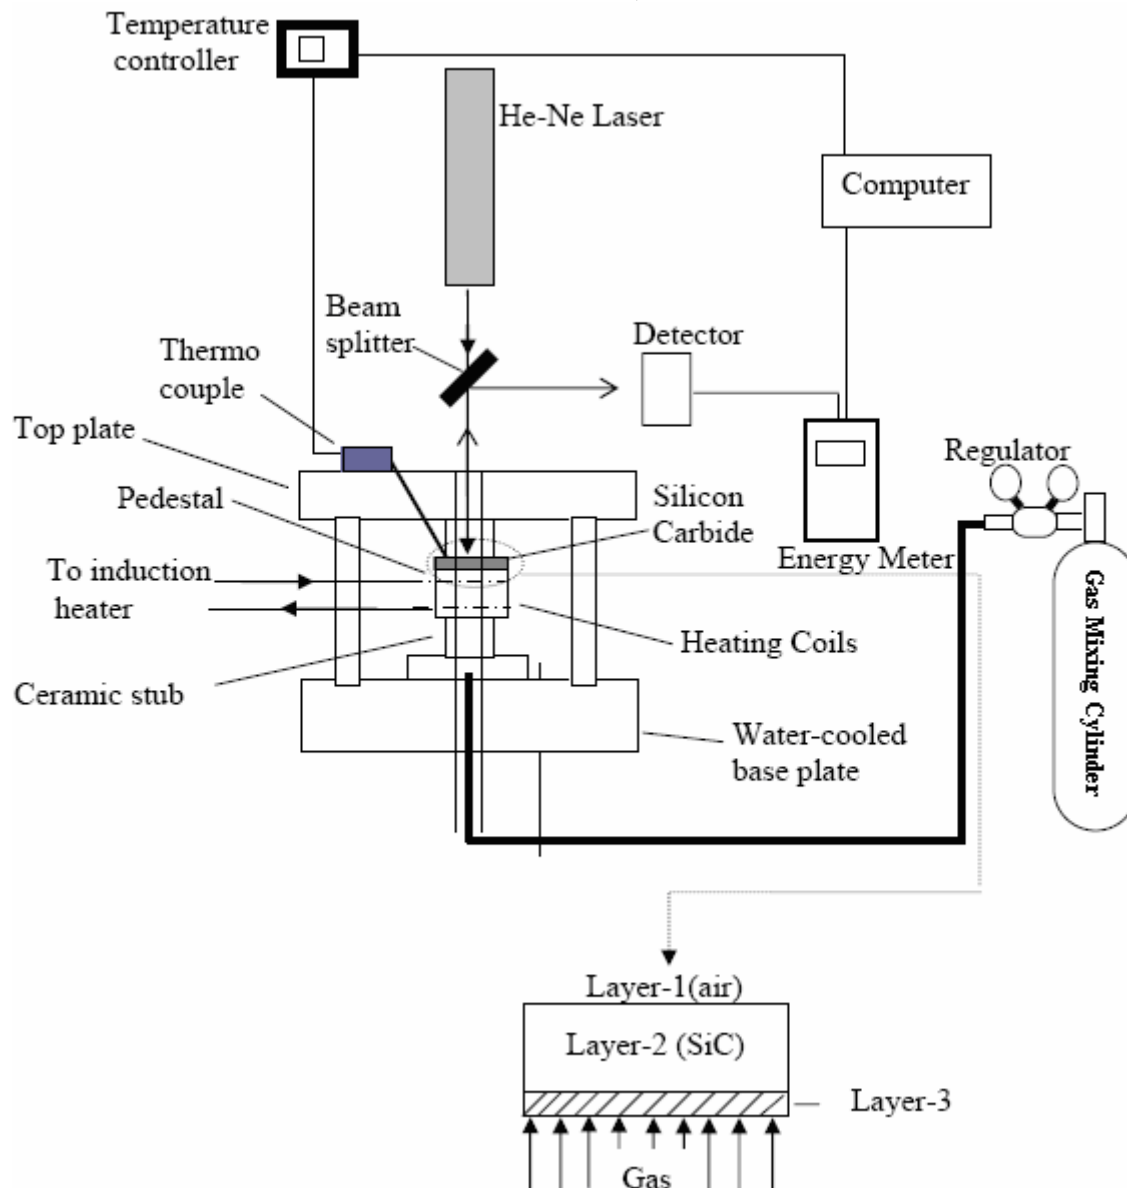 Temperature
controller
He-Ne Laser
Computer
Beam
splitter
Detector
Thermo
couple
Top plate
Regulator
Pedestal
Silicon
Carbide
Energy Meter
To induction
heater
Gas Mixing Cylinder
Heating Coils
Ceramic stub
Water-cooled
base plate
Layer-1(air)
Layer-2 (SiC)
Layer-3
Gas